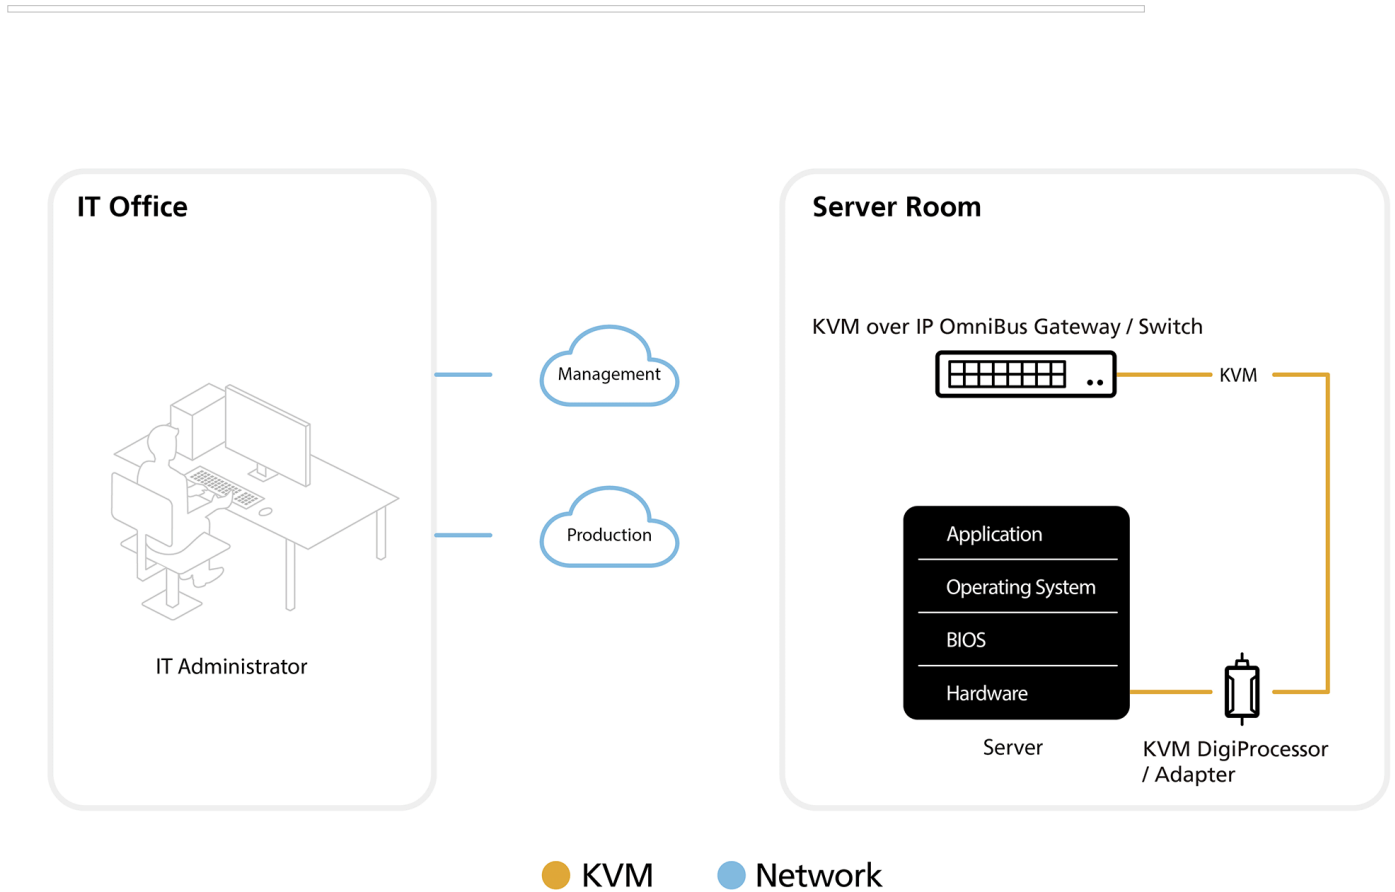 IT Office
Server Room
KVM over IP OmniBus Gateway / Switch
Management
KVM
Production
Application
Operating System
BIOS
IT Administrator
Hardware
Server
KVM DigiProcessor
/ Adapter
KVM
Network